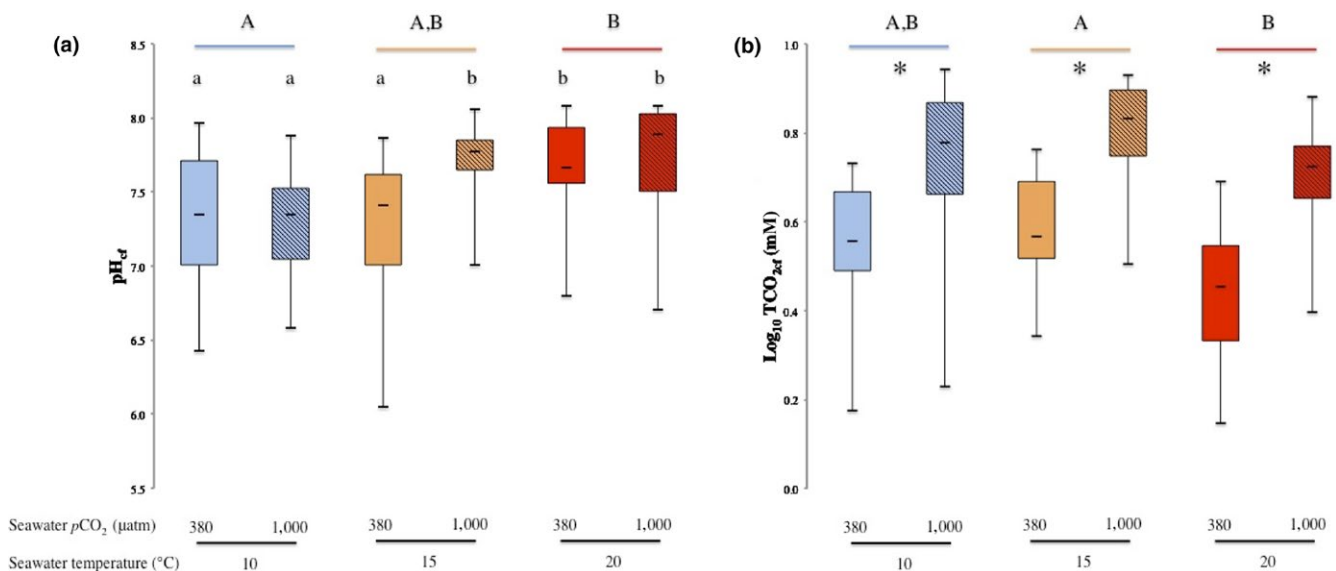 (a)
A A,B B
8.5
a a a b b b
8.0
7.5
7.0
6.5
6.0
5.5
pH_cf
(b)
A,B A B
1.0
* * *
0.8
0.6
0.4
0.2
0.0
Log₁₀ TCO₂cf (mM)
Seawater pCO₂ (µatm) 380 1,000 380 1,000 380 1,000 380 1,000 380 1,000 380 1,000
Seawater temperature (°C) 10 15 20 10 15 20